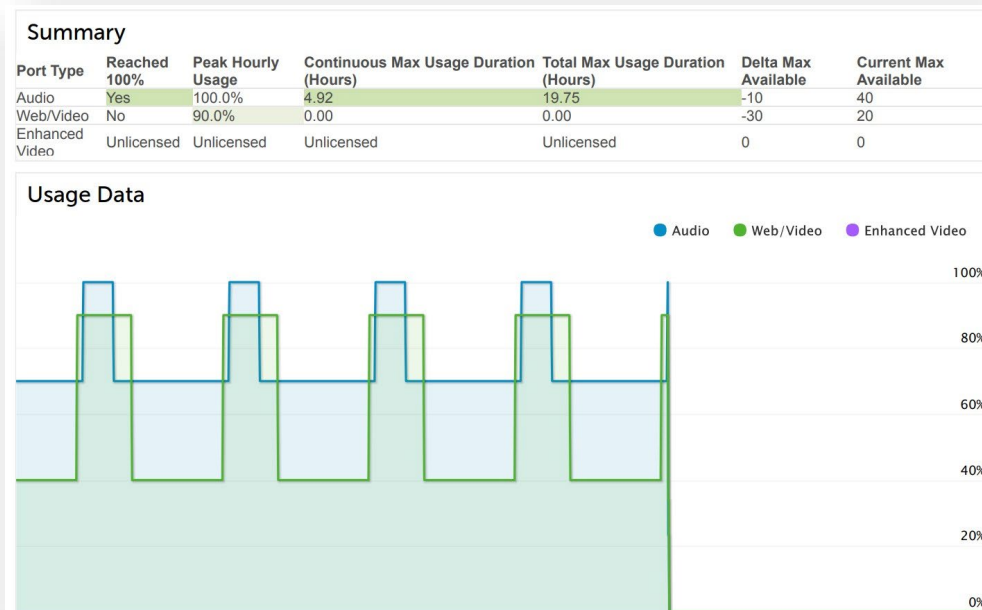 Summary
Port Type Reached 100% Peak Hourly Usage Continuous Max Usage Duration (Hours) Total Max Usage Duration (Hours) Delta Max Available Current Max Available
Audio Yes 100.0% 4.92 19.75 -10 40
Web/Video No 90.0% 0.00 0.00 -30 20
Enhanced Video Unlicensed Unlicensed Unlicensed Unlicensed 0 0
Usage Data
Audio Web/Video Enhanced Video
100%
80%
60%
40%
20%
0%